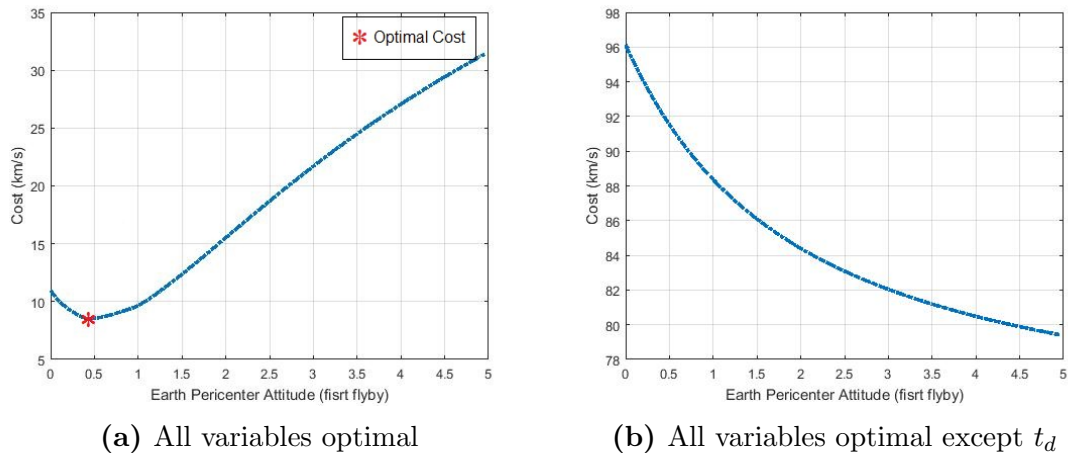 35
30
25
20
15
10
5
Cost (km/s)
Optimal Cost
0 0.5 1 1.5 2 2.5 3 3.5 4 4.5 5
Earth Pericenter Attitude (fisrt flyby)
(a) All variables optimal
98
96
94
92
90
88
86
84
82
80
78
Cost (km/s)
0 0.5 1 1.5 2 2.5 3 3.5 4 4.5 5
Earth Pericenter Attitude (fisrt flyby)
(b) All variables optimal except t_d